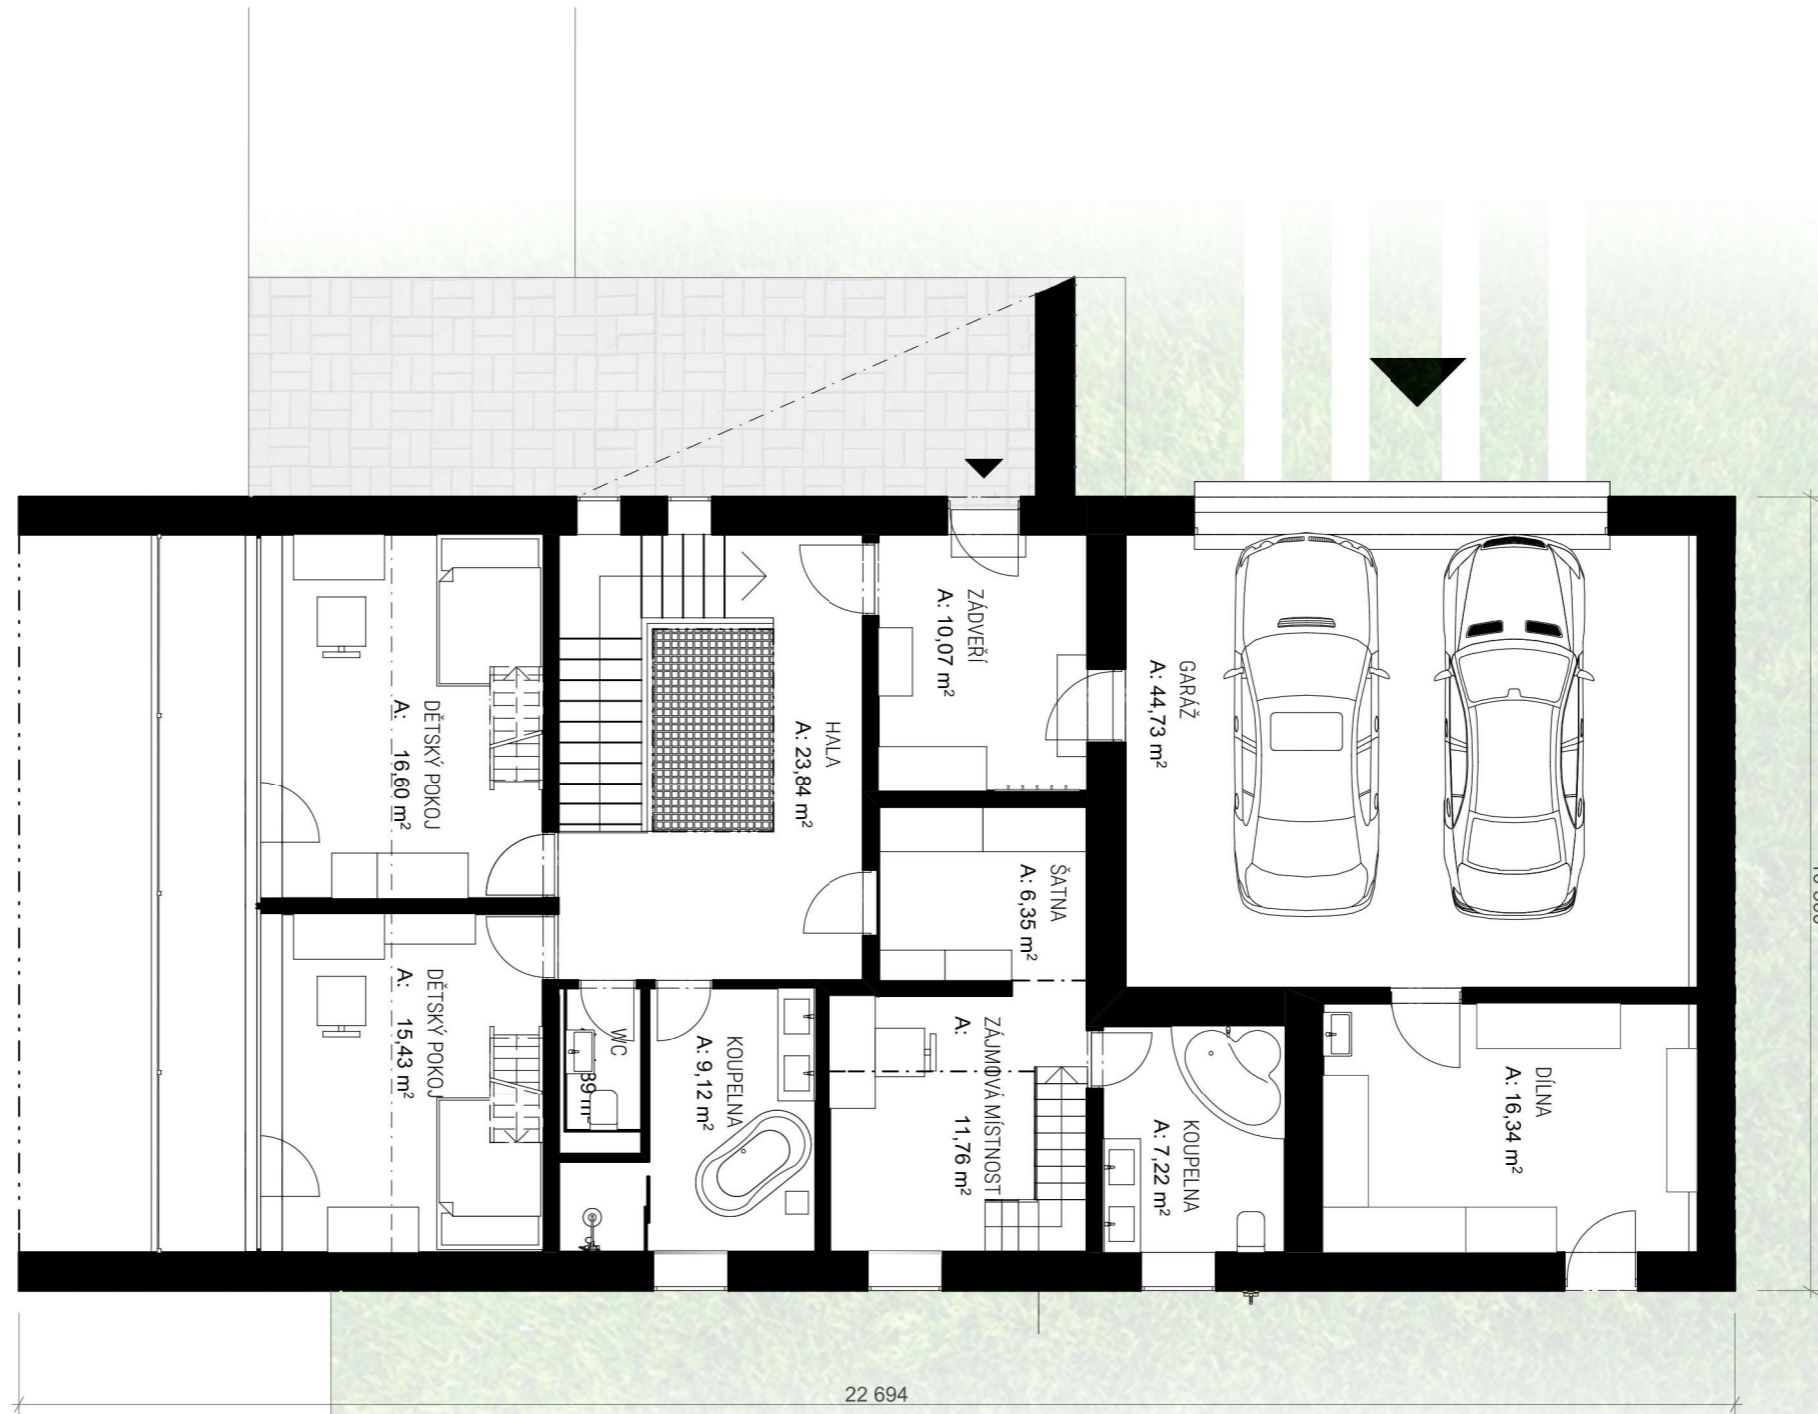 DĚTSKÝ POKOJ
A: 16,60 m²
HALA
A: 23,84 m²
ZÁDVEŘÍ
A: 10,07 m²
GARÁŽ
A: 44,73 m²
ŠATNA
A: 6,35 m²
DĚTSKÝ POKOJ
A: 15,43 m²
WC
KOUPELNA
A: 9,12 m²
ZÁJMOVÁ MÍSTNOST
A: 11,76 m²
KOUPELNA
A: 7,22 m²
DÍLNA
A: 16,34 m²
22 694